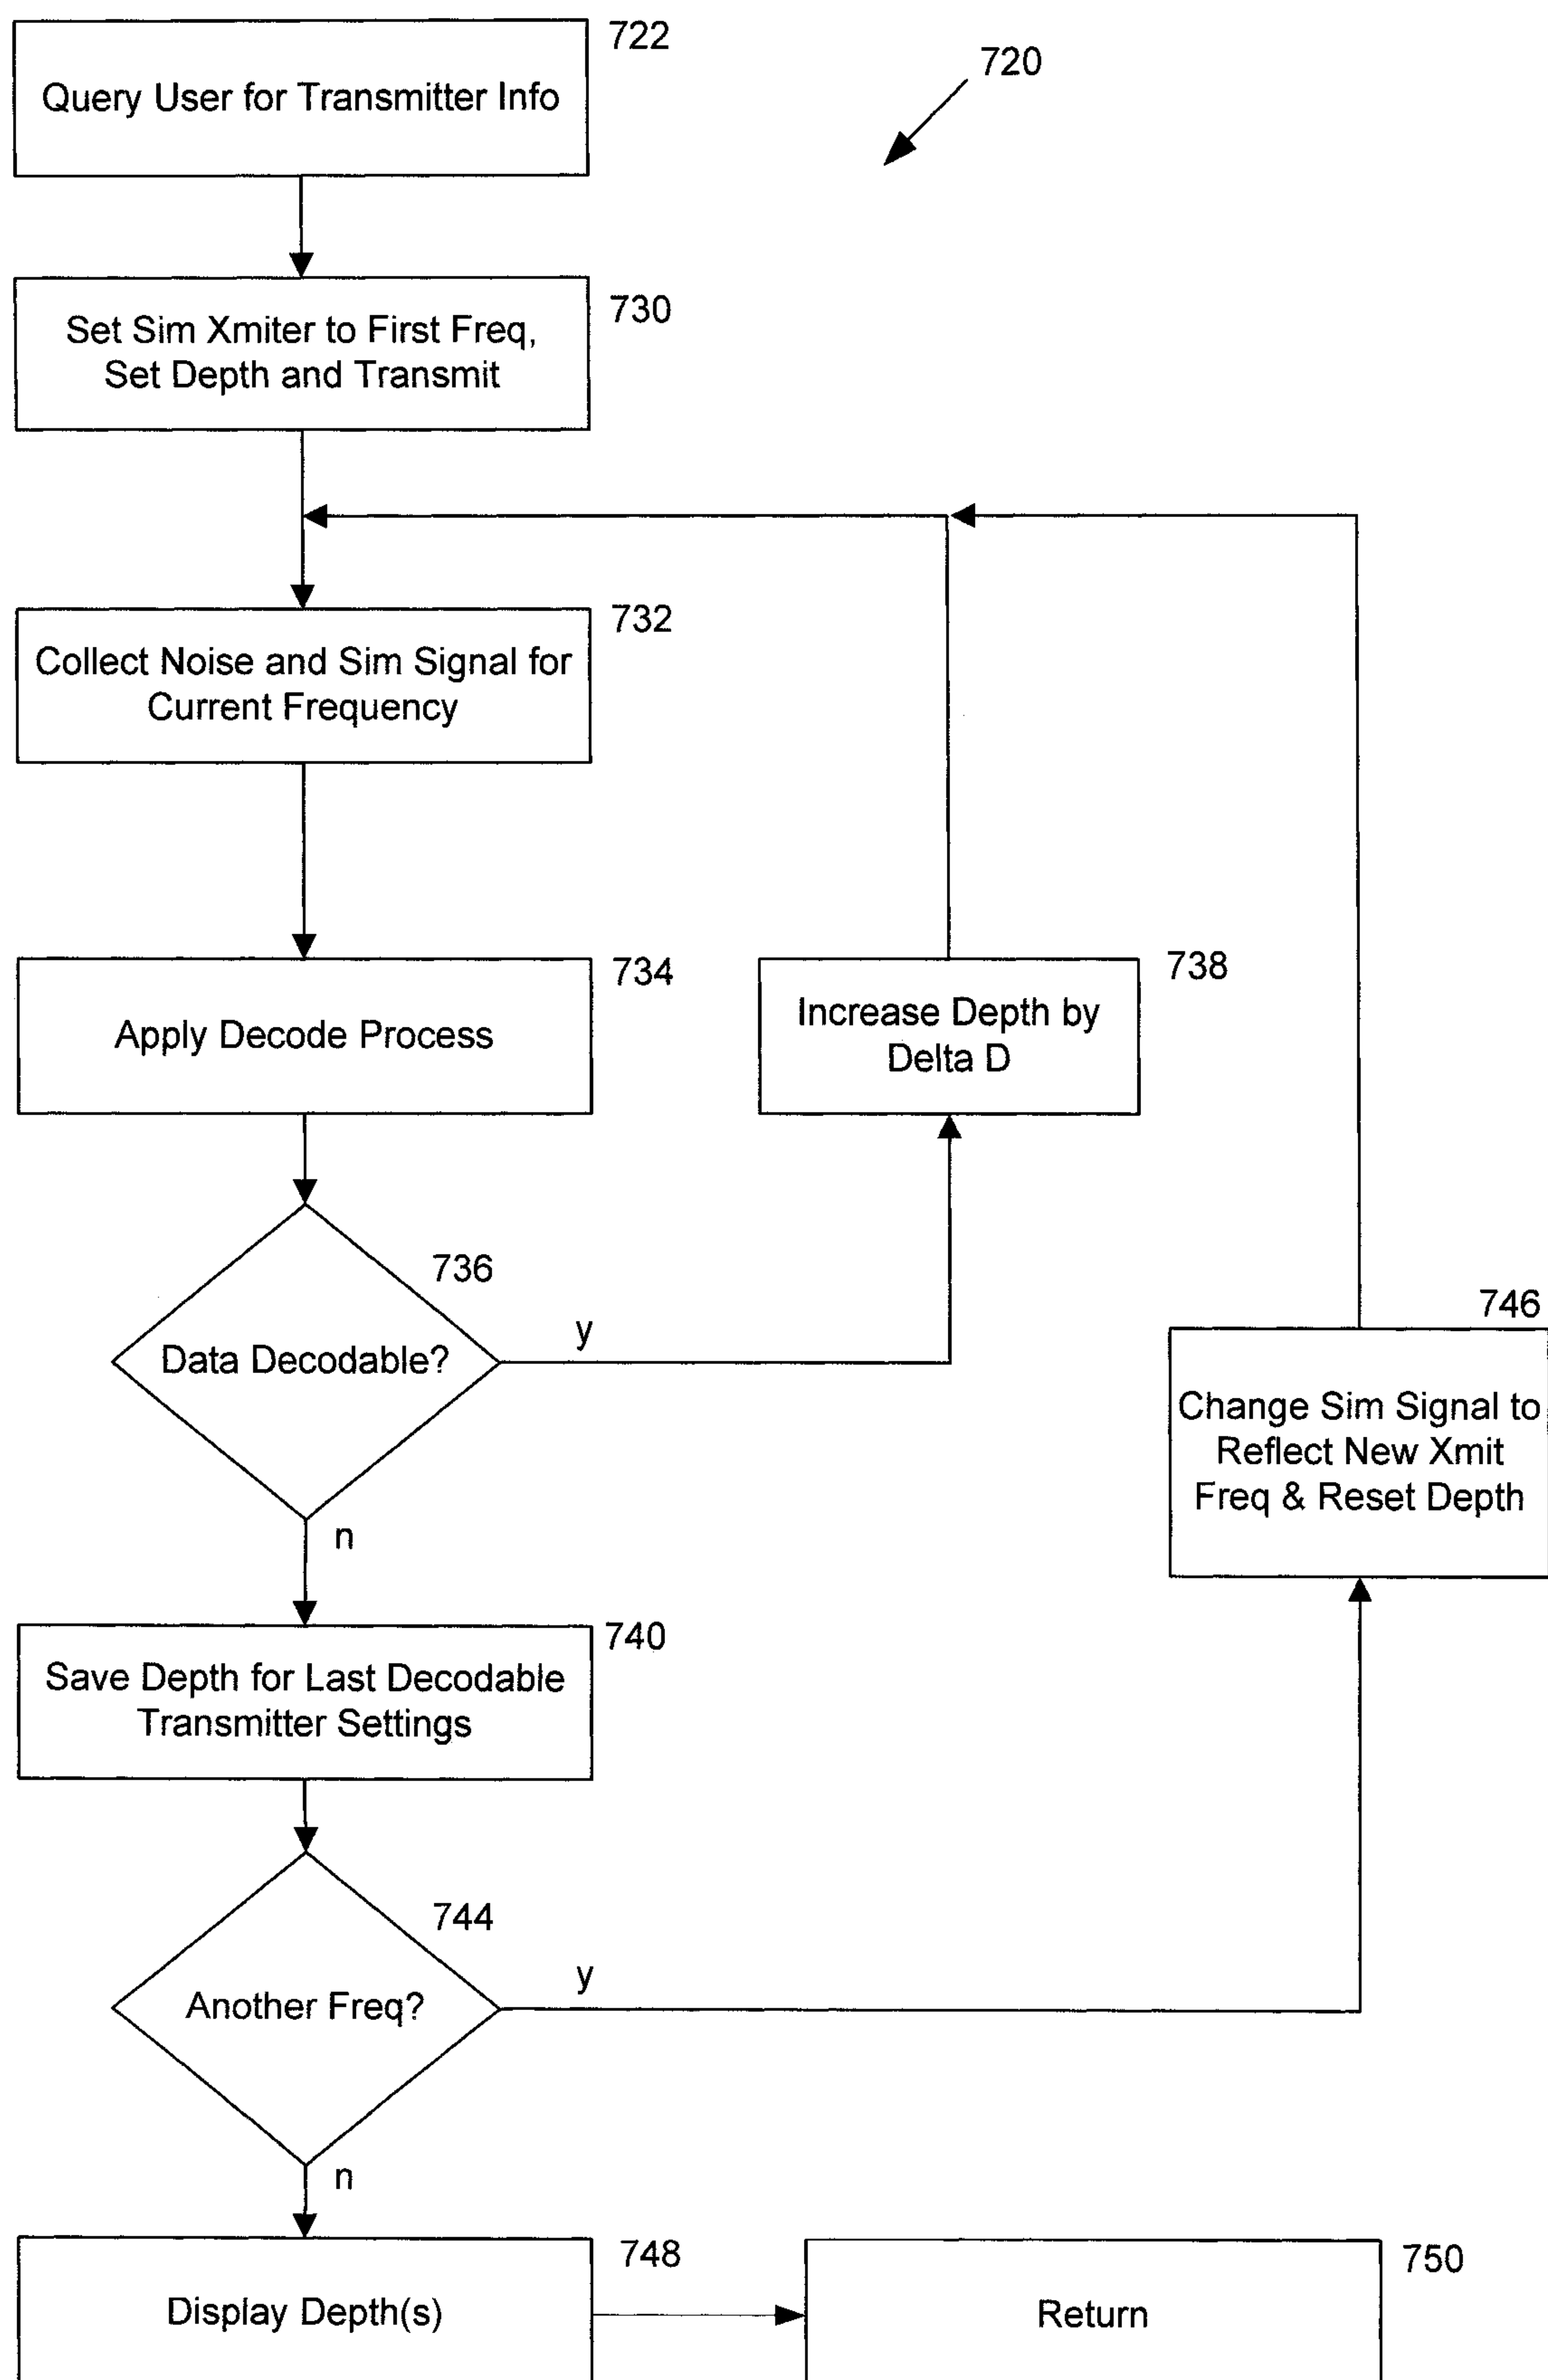 722
720
Query User for Transmitter Info
730
Set Sim Xmiter to First Freq,
Set Depth and Transmit
732
Collect Noise and Sim Signal for
Current Frequency
734
Apply Decode Process
738
Increase Depth by
Delta D
736
Data Decodable?
y
n
746
Change Sim Signal to
Reflect New Xmit
Freq & Reset Depth
740
Save Depth for Last Decodable
Transmitter Settings
744
Another Freq?
y
n
748
Display Depth(s)
750
Return